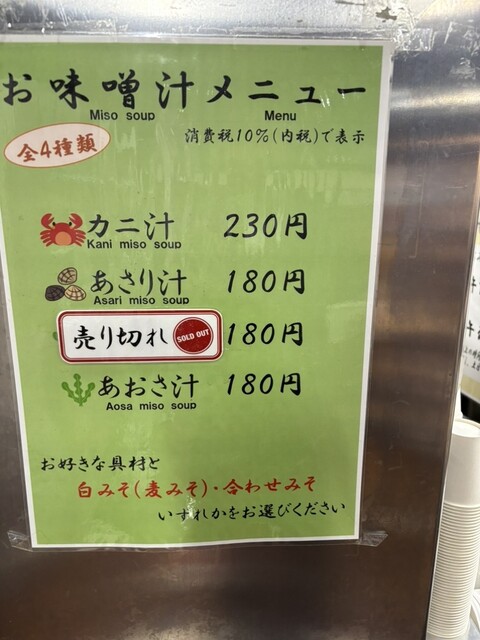 お味噌汁メニュー
Miso soup Menu
消費税10%(内税)で表示
全4種類
カニ汁 230円
Kani miso soup
あさり汁 180円
Asari miso soup
売り切れ SOLD OUT 180円
あおさ汁 180円
Aosa miso soup
お好きな具材と
白みそ(麦みそ)・合わせみそ
いずれかをお選びください